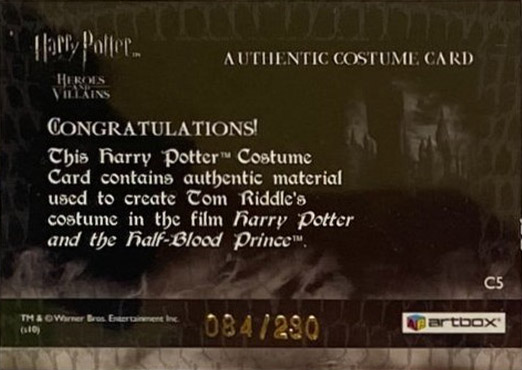 Harry Potter™
AUTHENTIC COSTUME CARD
HEROES
AND
VILLAINS
CONGRATULATIONS!
This Harry Potter™ Costume
Card contains authentic material
used to create Tom Riddle's
costume in the film Harry Potter
and the Half-Blood Prince™.
C5
TM & © Warner Bros. Entertainment Inc.
(s10)
084/290
artbox®